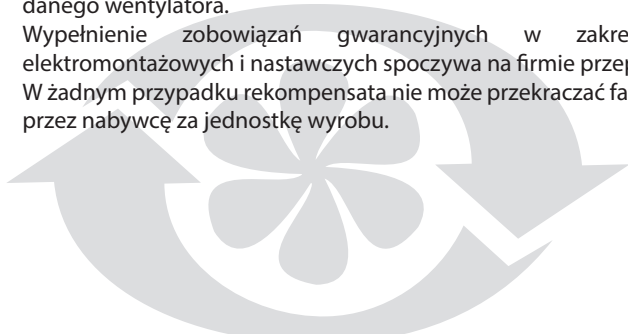 danego wentylatora.
Wypełnienie zobowiązań gwarancyjnych w zakre
elektromontażowych i nastawczych spoczywa na firmie przep
W żadnym przypadku rekompensata nie może przekraczać fa
przez nabywcę za jednostkę wyrobu.